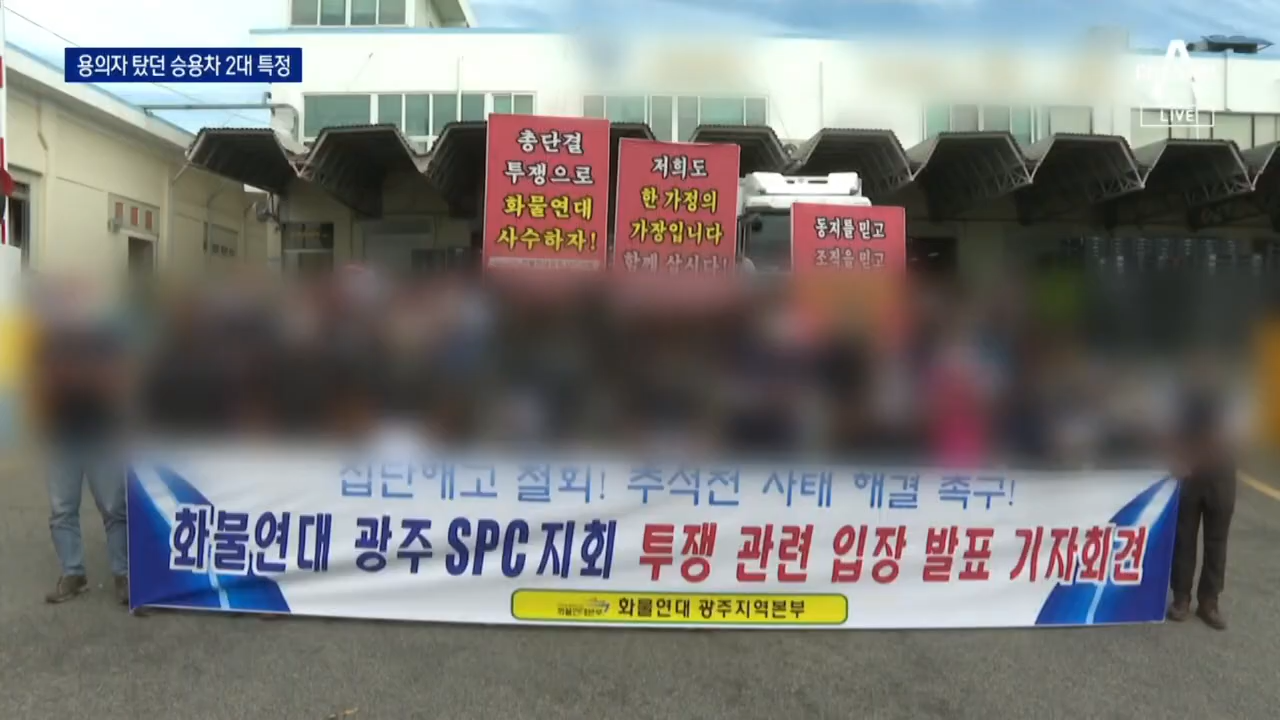 용의자 탔던 승용차 2대 특정
LIVE
총단결
투쟁으로
화물연대
사수하자!
저희도
한 가정의
가장입니다
함께 삽시다!
동지를 믿고
조직을 믿고
집단해고 철회! 추석전 사태 해결 촉구!
화물연대 광주 SPC지회 투쟁 관련 입장 발표 기자회견
화물연대 광주지역본부